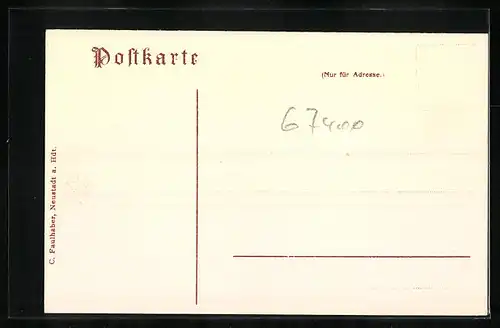 Postkarte
(Nur für Adresse.)
67400
C. Faulhaber, Neustadt a. Hdt.